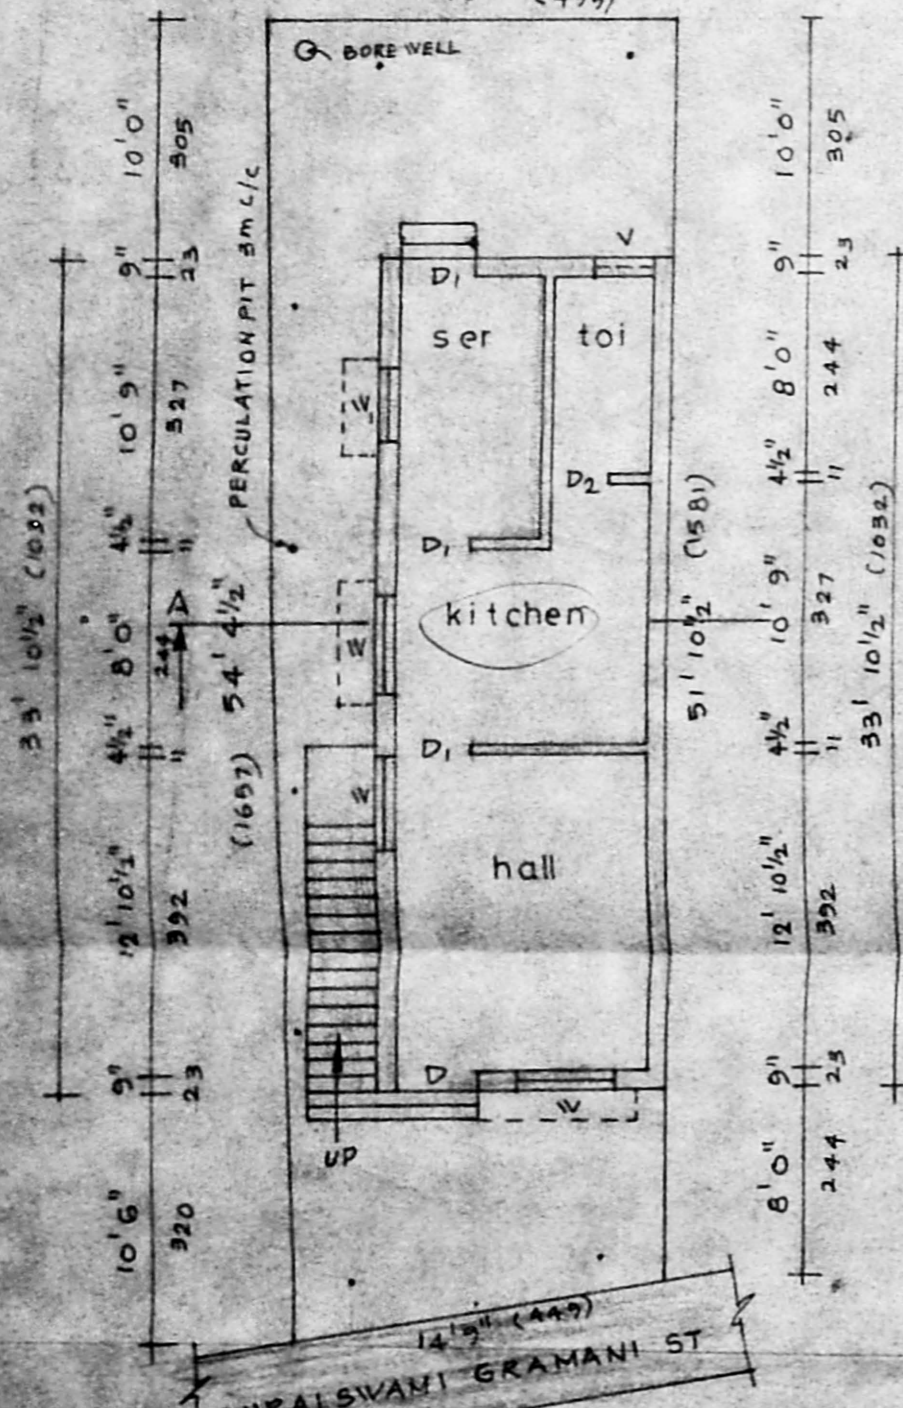 (499)
BORE WELL
10'0"
305
9"
23
10'9"
327
4½"
11
8'0"
244
4½"
11
12'10½"
392
9"
23
10'6"
320
33' 10½" (1032)
PERCULATION PIT 3m c/c
A
54' 4½"
(1657)
V
D1
ser
toi
W
D2
D1
kitchen
W
D1
W
hall
D
W
UP
51' 10½" (1581)
10'0"
305
9"
23
8'0"
244
4½"
11
10' 9"
327
4½"
11
12' 10½"
392
9"
23
8'0"
244
33' 10½" (1032)
14'9" (449)
GRAMANI ST